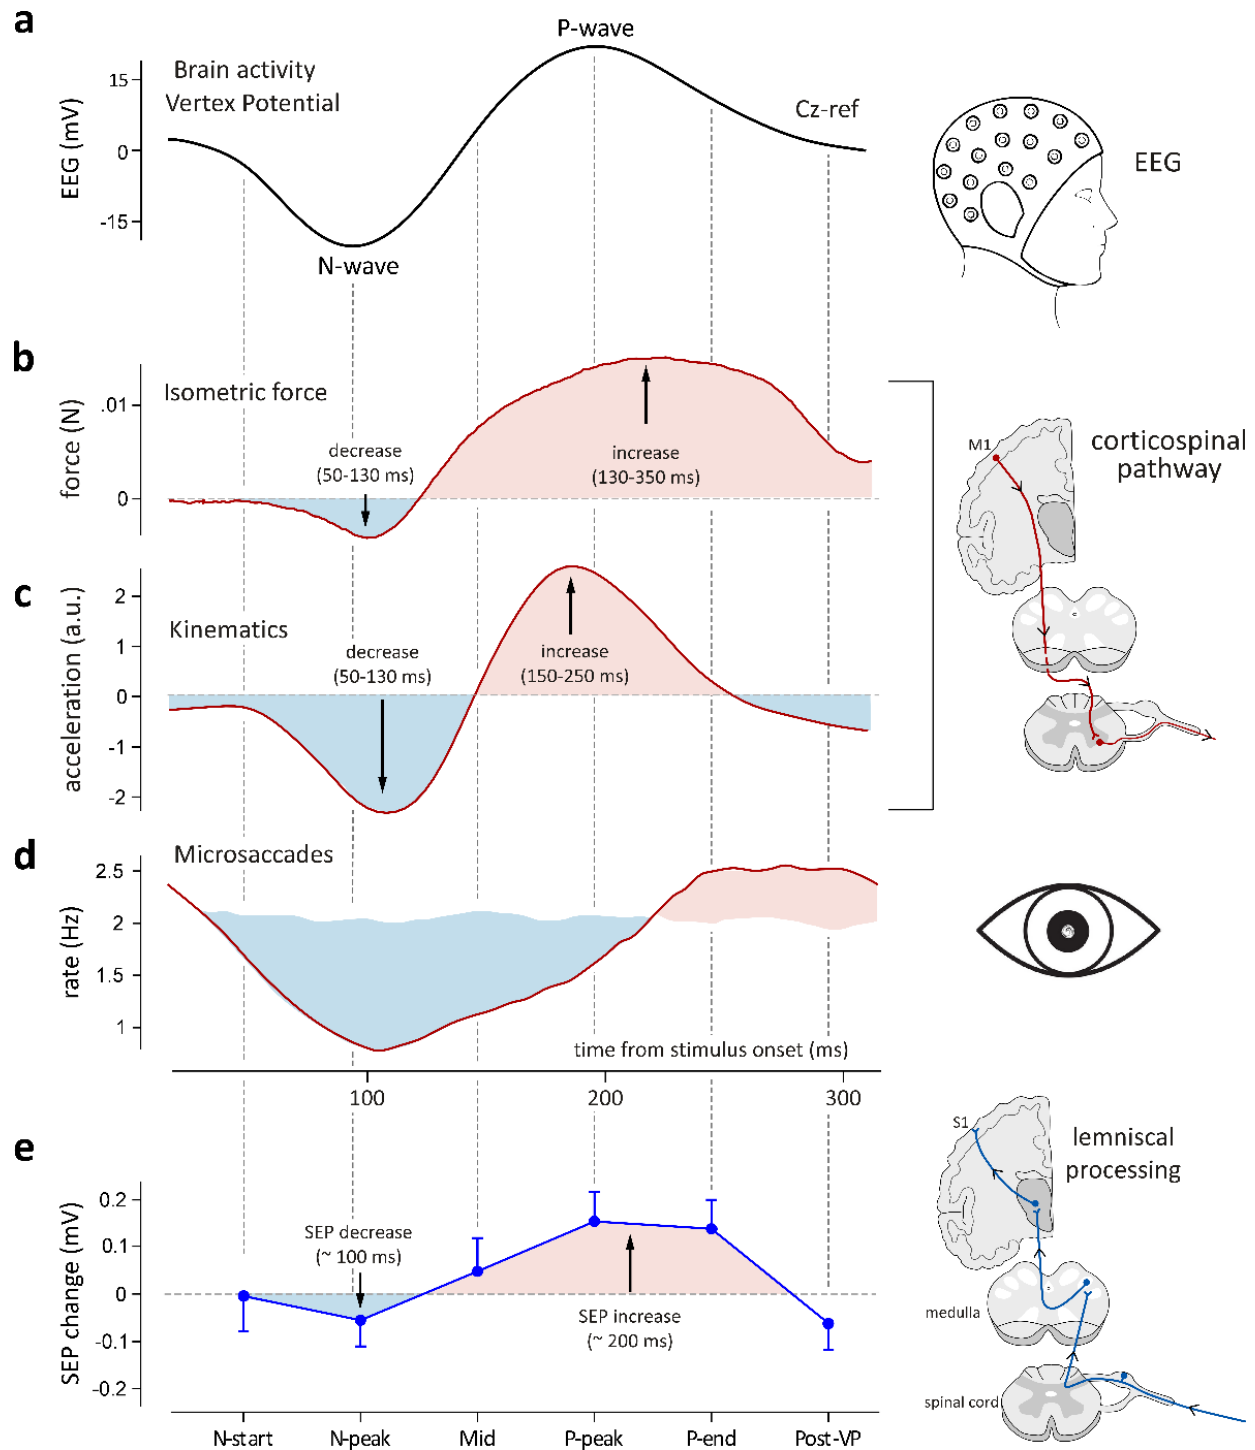 a
P-wave
Brain activity
Vertex Potential
Cz-ref
EEG (mV)
15
0
-15
N-wave
EEG
b
Isometric force
force (N)
.01
0
decrease
(50-130 ms)
increase
(130-350 ms)
M1
corticospinal
pathway
c
Kinematics
acceleration (a.u.)
2
1
0
-1
-2
decrease
(50-130 ms)
increase
(150-250 ms)
d
Microsaccades
rate (Hz)
2.5
2
1.5
1
time from stimulus onset (ms)
100
200
300
e
SEP change (mV)
0.2
0.1
0
-0.1
-0.2
SEP decrease
(~ 100 ms)
SEP increase
(~ 200 ms)
N-start
N-peak
Mid
P-peak
P-end
Post-VP
S1
lemniscal
processing
medulla
spinal cord